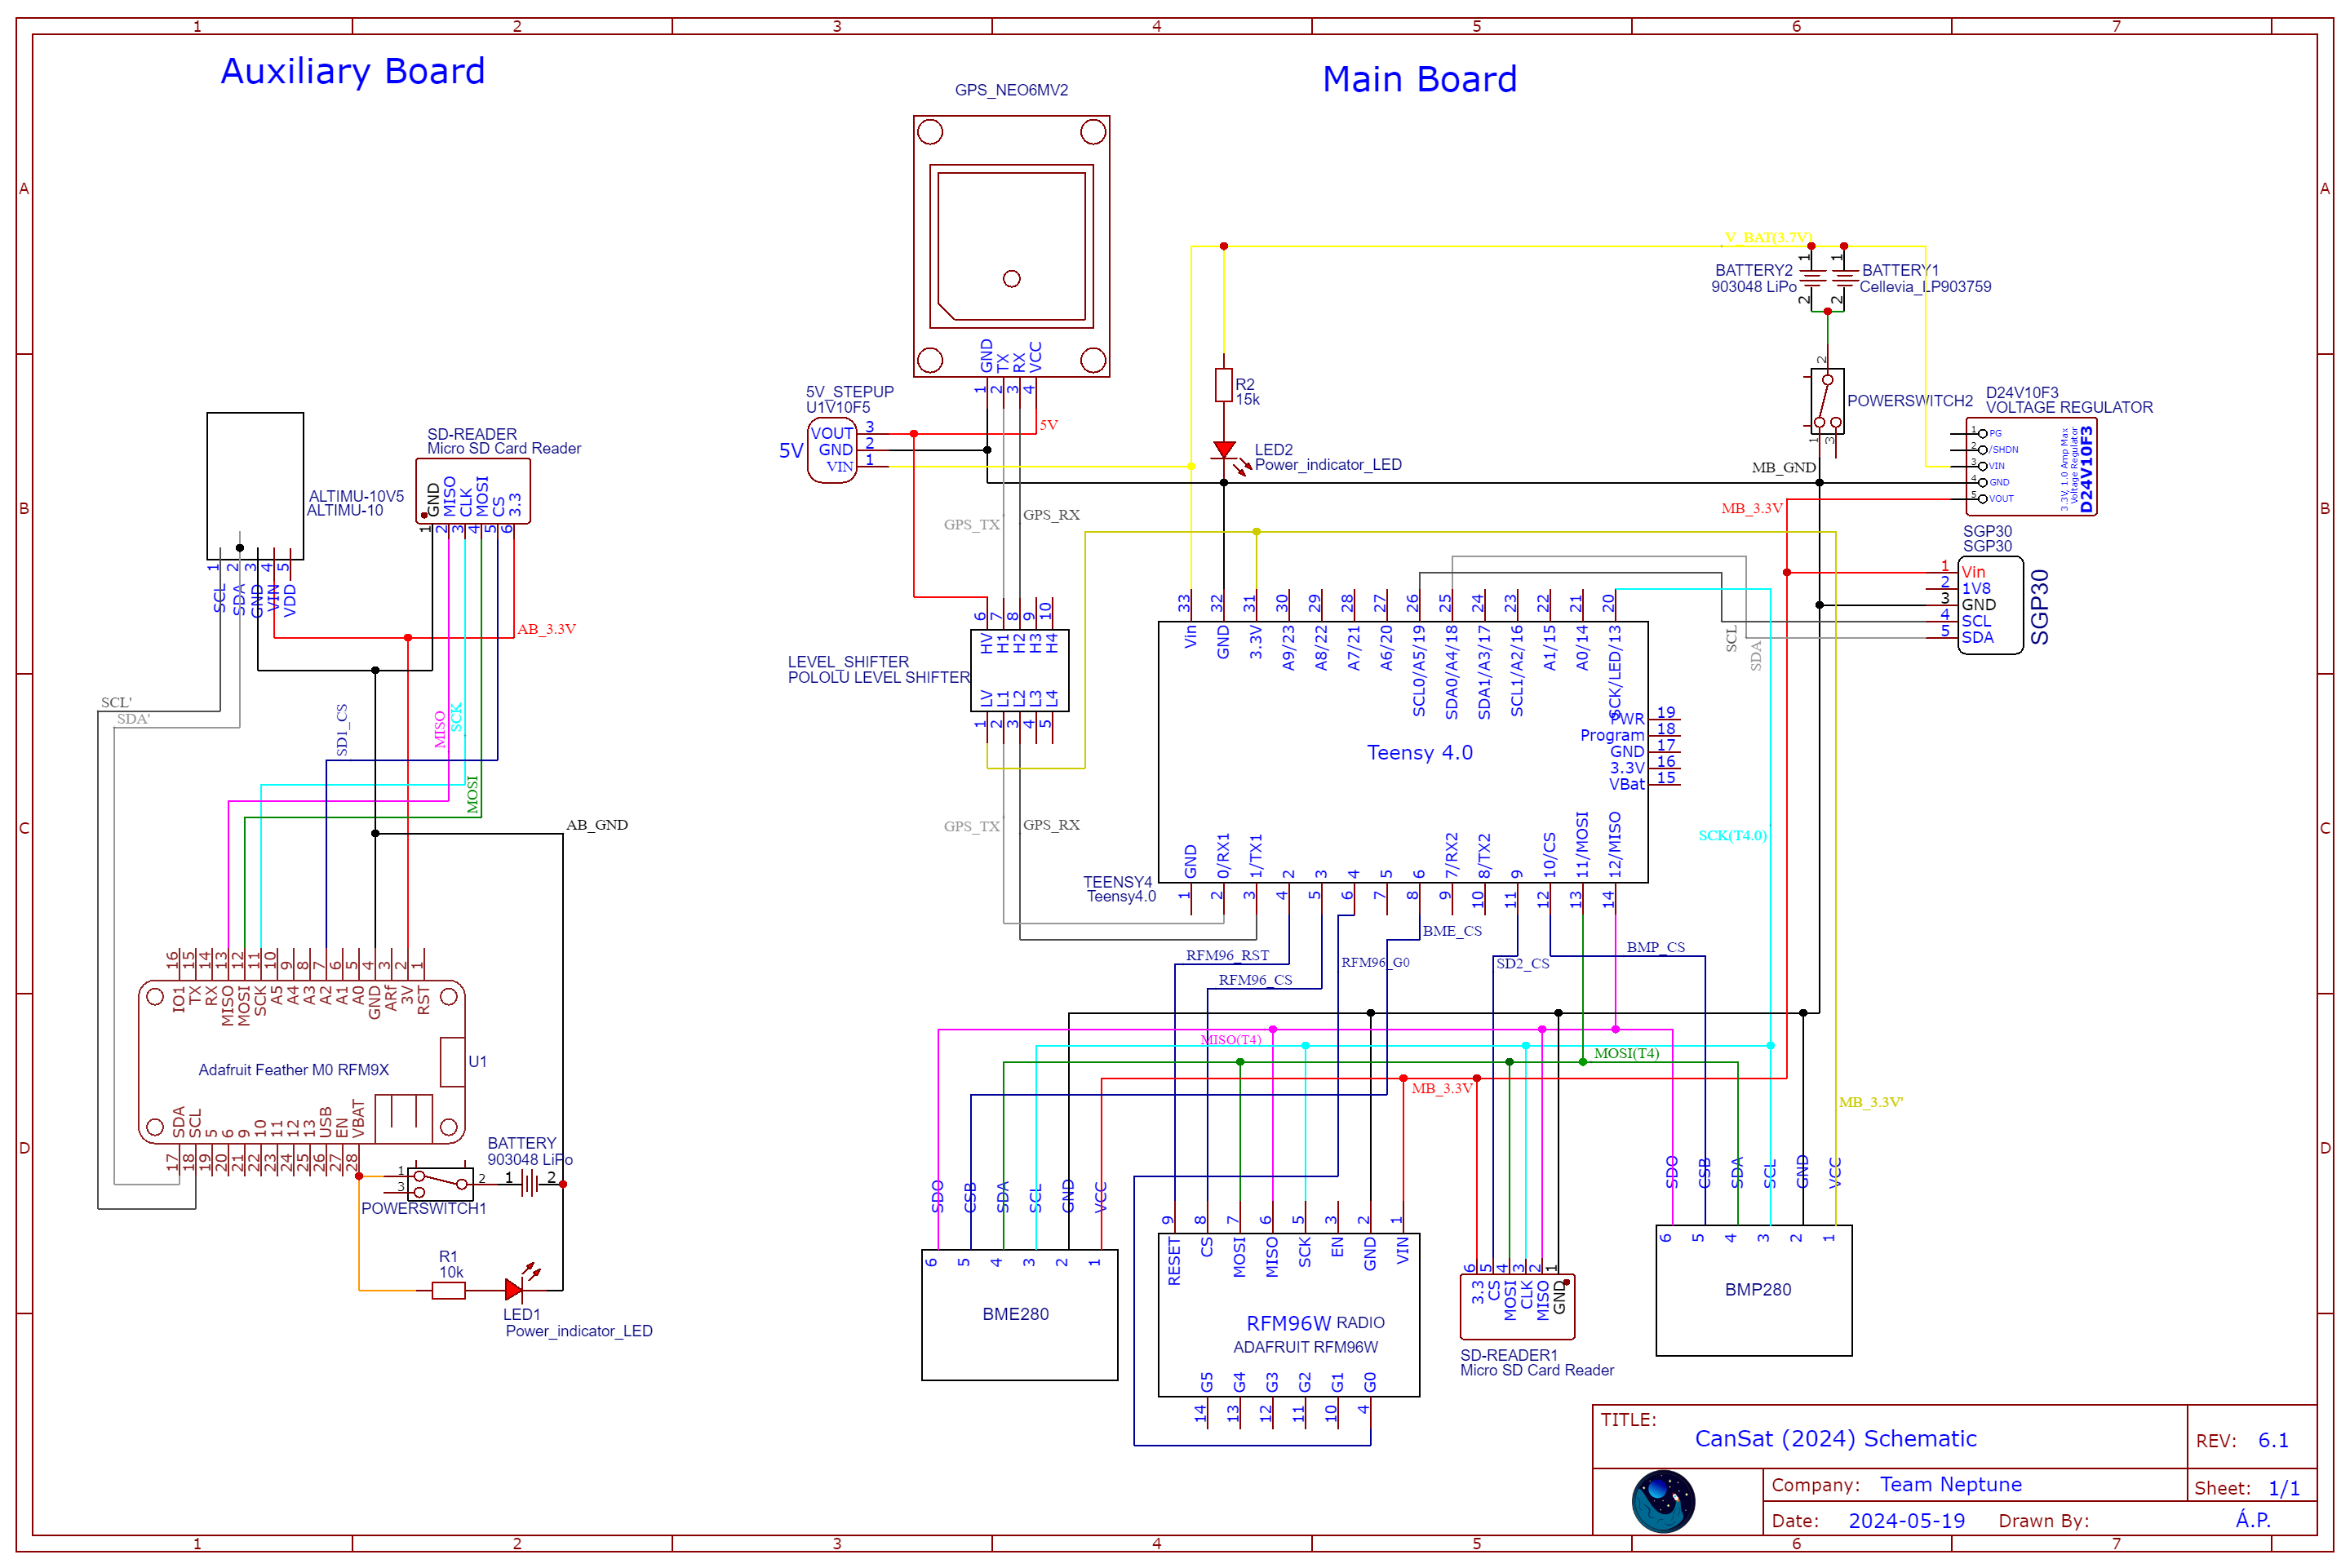 1 2 3 4 5 6 7
Auxiliary Board
Main Board
A A
B B
C C
D D
GPS_NEO6MV2
GND TX RX VCC
1 2 3 4
V_BAT(3.7V)
BATTERY2
903048 LiPo
1 2
BATTERY1
Cellevia_LP903759
1 2
POWERSWITCH2
2 1 3
D24V10F3
VOLTAGE REGULATOR
1 PG
2 /SHDN
3 VIN
4 GND
5 VOUT
3.3V, 1.0 Amp Max
Voltage Regulator
D24V10F3
5V_STEPUP
U1V10F5
5V
VOUT 3
GND 2
VIN 1
5V
R2
15k
LED2
Power_indicator_LED
MB_GND
MB_3.3V
SGP30
SGP30
1 Vin
2 1V8
3 GND
4 SCL
5 SDA
SGP30
SCL
SDA
ALTIMU-10V5
ALTIMU-10
1 2 3 4 5
SCL SDA GND VIN VDD
SD-READER
Micro SD Card Reader
GND MISO CLK MOSI CS 3.3
1 2 3 4 5 6
AB_3.3V
SCL'
SDA'
SD1_CS
MISO
SCK
MOSI
AB_GND
GPS_TX
GPS_RX
LEVEL_SHIFTER
POLOLU LEVEL SHIFTER
6 7 8 9 10
HV H1 H2 H3 H4
LV L1 L2 L3 L4
1 2 3 4 5
GPS_TX
GPS_RX
33 32 31 30 29 28 27 26 25 24 23 22 21 20
Vin GND 3.3V A9/23 A8/22 A7/21 A6/20 SCL0/A5/19 SDA0/A4/18 SDA1/A3/17 SCL1/A2/16 A1/15 A0/14 SCK/LED/13
PWR 19
Program 18
GND 17
3.3V 16
VBat 15
Teensy 4.0
GND 0/RX1 1/TX1 2 3 4 5 6 7/RX2 8/TX2 9 10/CS 11/MOSI 12/MISO
1 2 3 4 5 6 7 8 9 10 11 12 13 14
TEENSY4
Teensy4.0
SCK(T4.0)
RFM96_RST
RFM96_CS
RFM96_G0
BME_CS
SD2_CS
BMP_CS
MISO(T4)
MOSI(T4)
MB_3.3V
MB_3.3V'
16 15 14 13 12 11 10 9 8 7 6 5 4 3 2 1
IO1 TX RX MISO MOSI SCK A5 A4 A3 A2 A1 A0 GND ARf 3V RST
Adafruit Feather M0 RFM9X
U1
SDA SCL 5 6 9 10 11 12 13 USB EN VBAT
17 18 19 20 21 22 23 24 25 26 27 28
BATTERY
903048 LiPo
1 2
1 3 2
POWERSWITCH1
R1
10k
LED1
Power_indicator_LED
SDO CSB SDA SCL GND VCC
6 5 4 3 2 1
BME280
9 8 7 6 5 3 2 1
RESET CS MOSI MISO SCK EN GND VIN
RFM96W RADIO
ADAFRUIT RFM96W
G5 G4 G3 G2 G1 G0
14 13 12 11 10 4
6 5 4 3 2 1
3.3 CS MOSI CLK MISO GND
SD-READER1
Micro SD Card Reader
SDO CSB SDA SCL GND VCC
6 5 4 3 2 1
BMP280
TITLE:
CanSat (2024) Schematic
REV: 6.1
Company: Team Neptune
Sheet: 1/1
Date: 2024-05-19
Drawn By: Á.P.
1 2 3 4 5 6 7